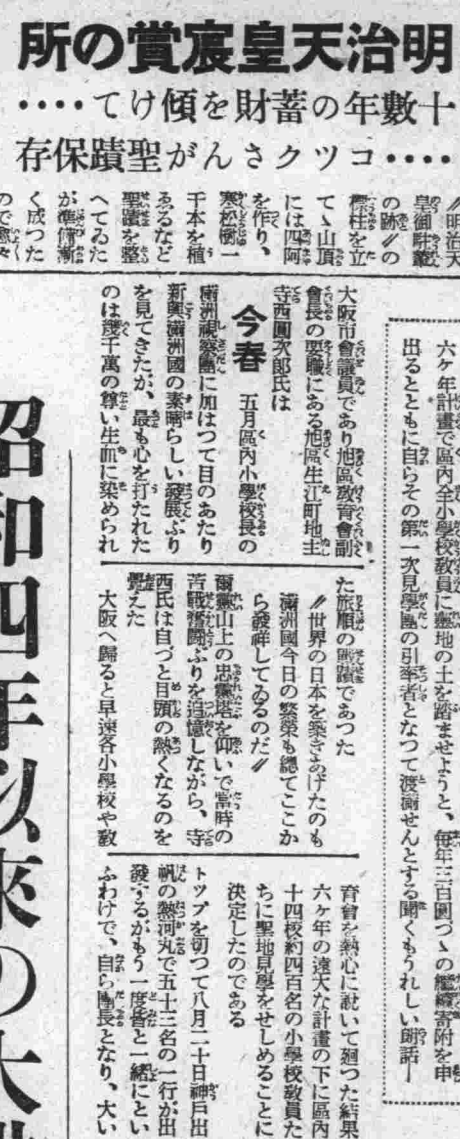 明治天皇宸賞の所
十數年の蓄財を傾けて‥‥
‥‥コツクさんが聖蹟保存
〃明治天
皇御駐輦
の跡〃の
標柱を立
てゝ山頂
には四阿
を作り、
寒松樹一
千本を植
ゑるなど
聖蹟を整
へてゐた
が準備漸
く成つた
ので愈々
六ヶ年計畫で區内全小學校教員に靈地の土を踏ませようと、毎年三百圓づゝの繼續寄附を申
出るとともに自らその第一次見學團の引率者となつて渡滿せんとする聞くもうれしい朗話―
大阪市會議員であり旭區教育會副
會長の要職にある旭區生江町地主
寺西圓次郎氏は
今春
五月區内小學校長の
滿洲視察團に加はつて目のあたり
新興滿洲國の素晴らしい發展ぶり
を見てきたが、最も心を打たれた
のは幾千萬の尊い生血に染められ
た旅順の戰蹟であつた
〃世界の日本を築きあげたのも
滿洲國今日の繁榮も總てここか
ら發祥してゐるのだ〃
爾靈山上の忠靈塔を仰いで當時の
苦戰奮鬪ぶりを追憶しながら、寺
西氏は自づと目頭の熱くなるのを
覺えた
大阪へ歸ると早速各小學校や教
育會を熱心に説いて廻つた結果
六ヶ年の遠大な計畫の下に區内
十四校約四百名の小學校教員た
ちに聖地見學をせしめることに
決定したのである
トツプを切つて八月二十日神戸出
帆の熱河丸で五十三名の一行が出
發するがもう一度皆と一緒にとい
ふわけで、自ら團長となり、大い
昭和四年以來の大